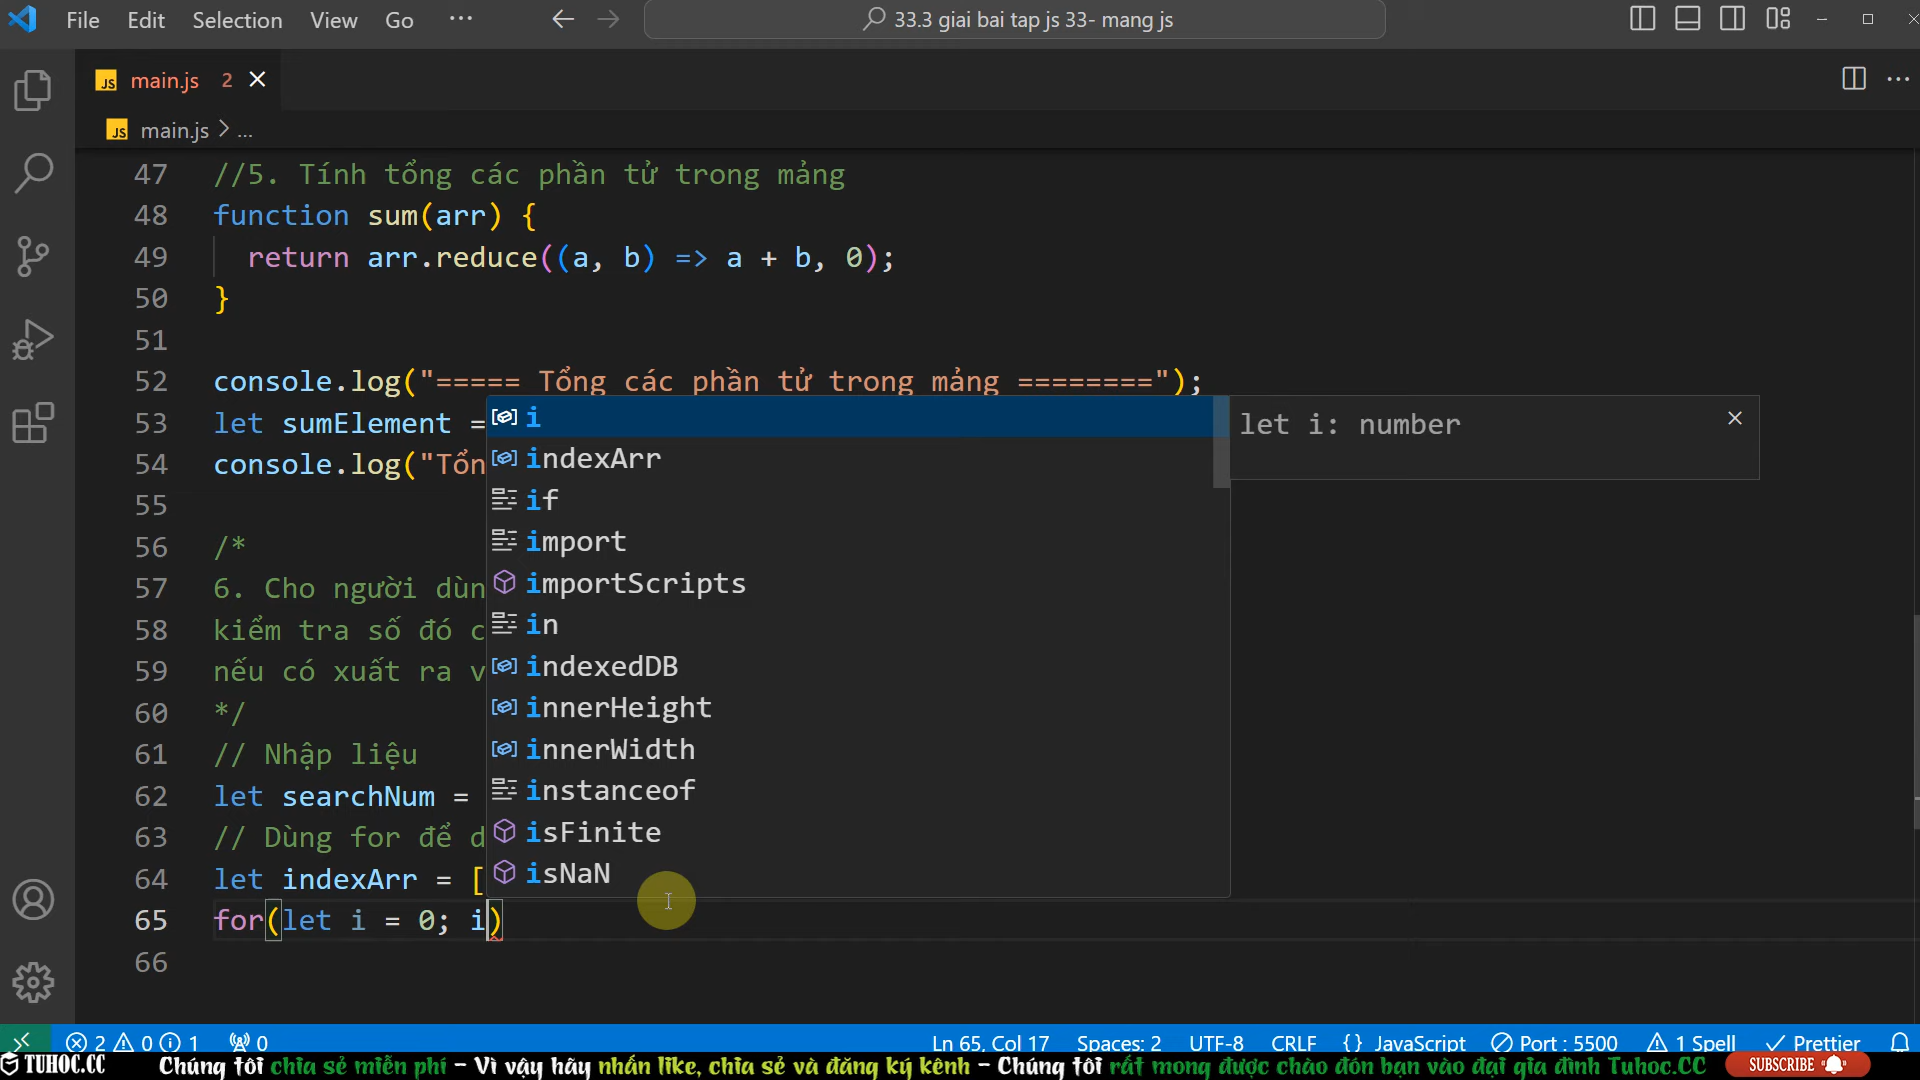 File Edit Selection View Go ··· 33.3 giai bai tap js 33- mang js
JS main.js 2
JS main.js > ...
47 //5. Tính tổng các phần tử trong mảng
48 function sum(arr) {
49 return arr.reduce((a, b) => a + b, 0);
50 }
51
52 console.log("===== Tổng các phần tử trong mảng ========");
53 let sumElement =
54 console.log("Tổn
55
56 /*
57 6. Cho người dùn
58 kiểm tra số đó c
59 nếu có xuất ra v
60 */
61 // Nhập liệu
62 let searchNum =
63 // Dùng for để d
64 let indexArr = [
65 for(let i = 0; i)
66
i
indexArr
if
import
importScripts
in
indexedDB
innerHeight
innerWidth
instanceof
isFinite
isNaN
let i: number
2 0 1 0 Ln 65, Col 17 Spaces: 2 UTF-8 CRLF {} JavaScript Port : 5500 1 Spell Prettier
TUHOC.CC Chúng tôi chia sẻ miễn phí - Vì vậy hãy nhấn like, chia sẻ và đăng ký kênh - Chúng tôi rất mong được chào đón bạn vào đại gia đình Tuhoc.CC SUBSCRIBE